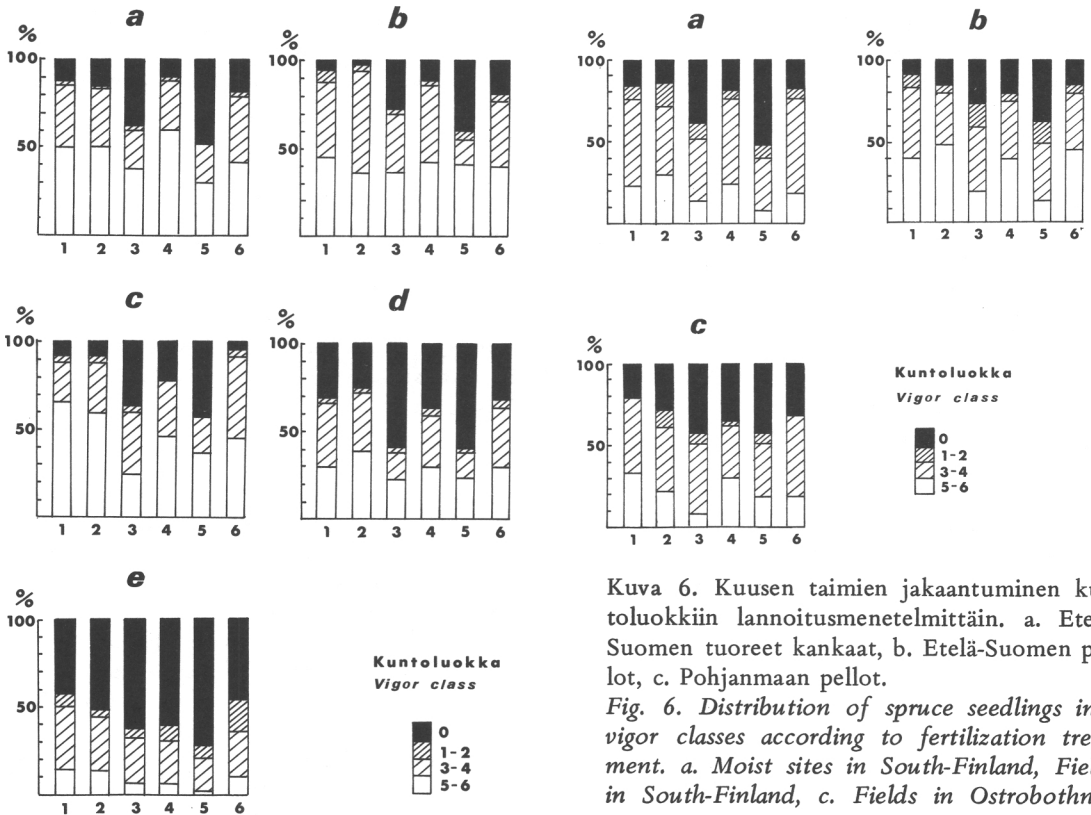 a
%
100
50
1 2 3 4 5 6
b
%
100
50
1 2 3 4 5 6
c
%
100
50
1 2 3 4 5 6
d
%
100
50
1 2 3 4 5 6
e
%
100
50
1 2 3 4 5 6
Kuntoluokka
Vigor class
0
1-2
3-4
5-6
a
%
100
50
1 2 3 4 5 6
b
%
100
50
1 2 3 4 5 6
c
%
100
50
1 2 3 4 5 6
Kuntoluokka
Vigor class
0
1-2
3-4
5-6
Kuva 6. Kuusen taimien jakaantuminen ku
toluokkiin lannoitusmenetelmittäin. a. Ete
Suomen tuoreet kankaat, b. Etelä-Suomen p
lot, c. Pohjanmaan pellot.
Fig. 6. Distribution of spruce seedlings in
vigor classes according to fertilization tre
ment. a. Moist sites in South-Finland, Fiel
in South-Finland, c. Fields in Ostrobothn